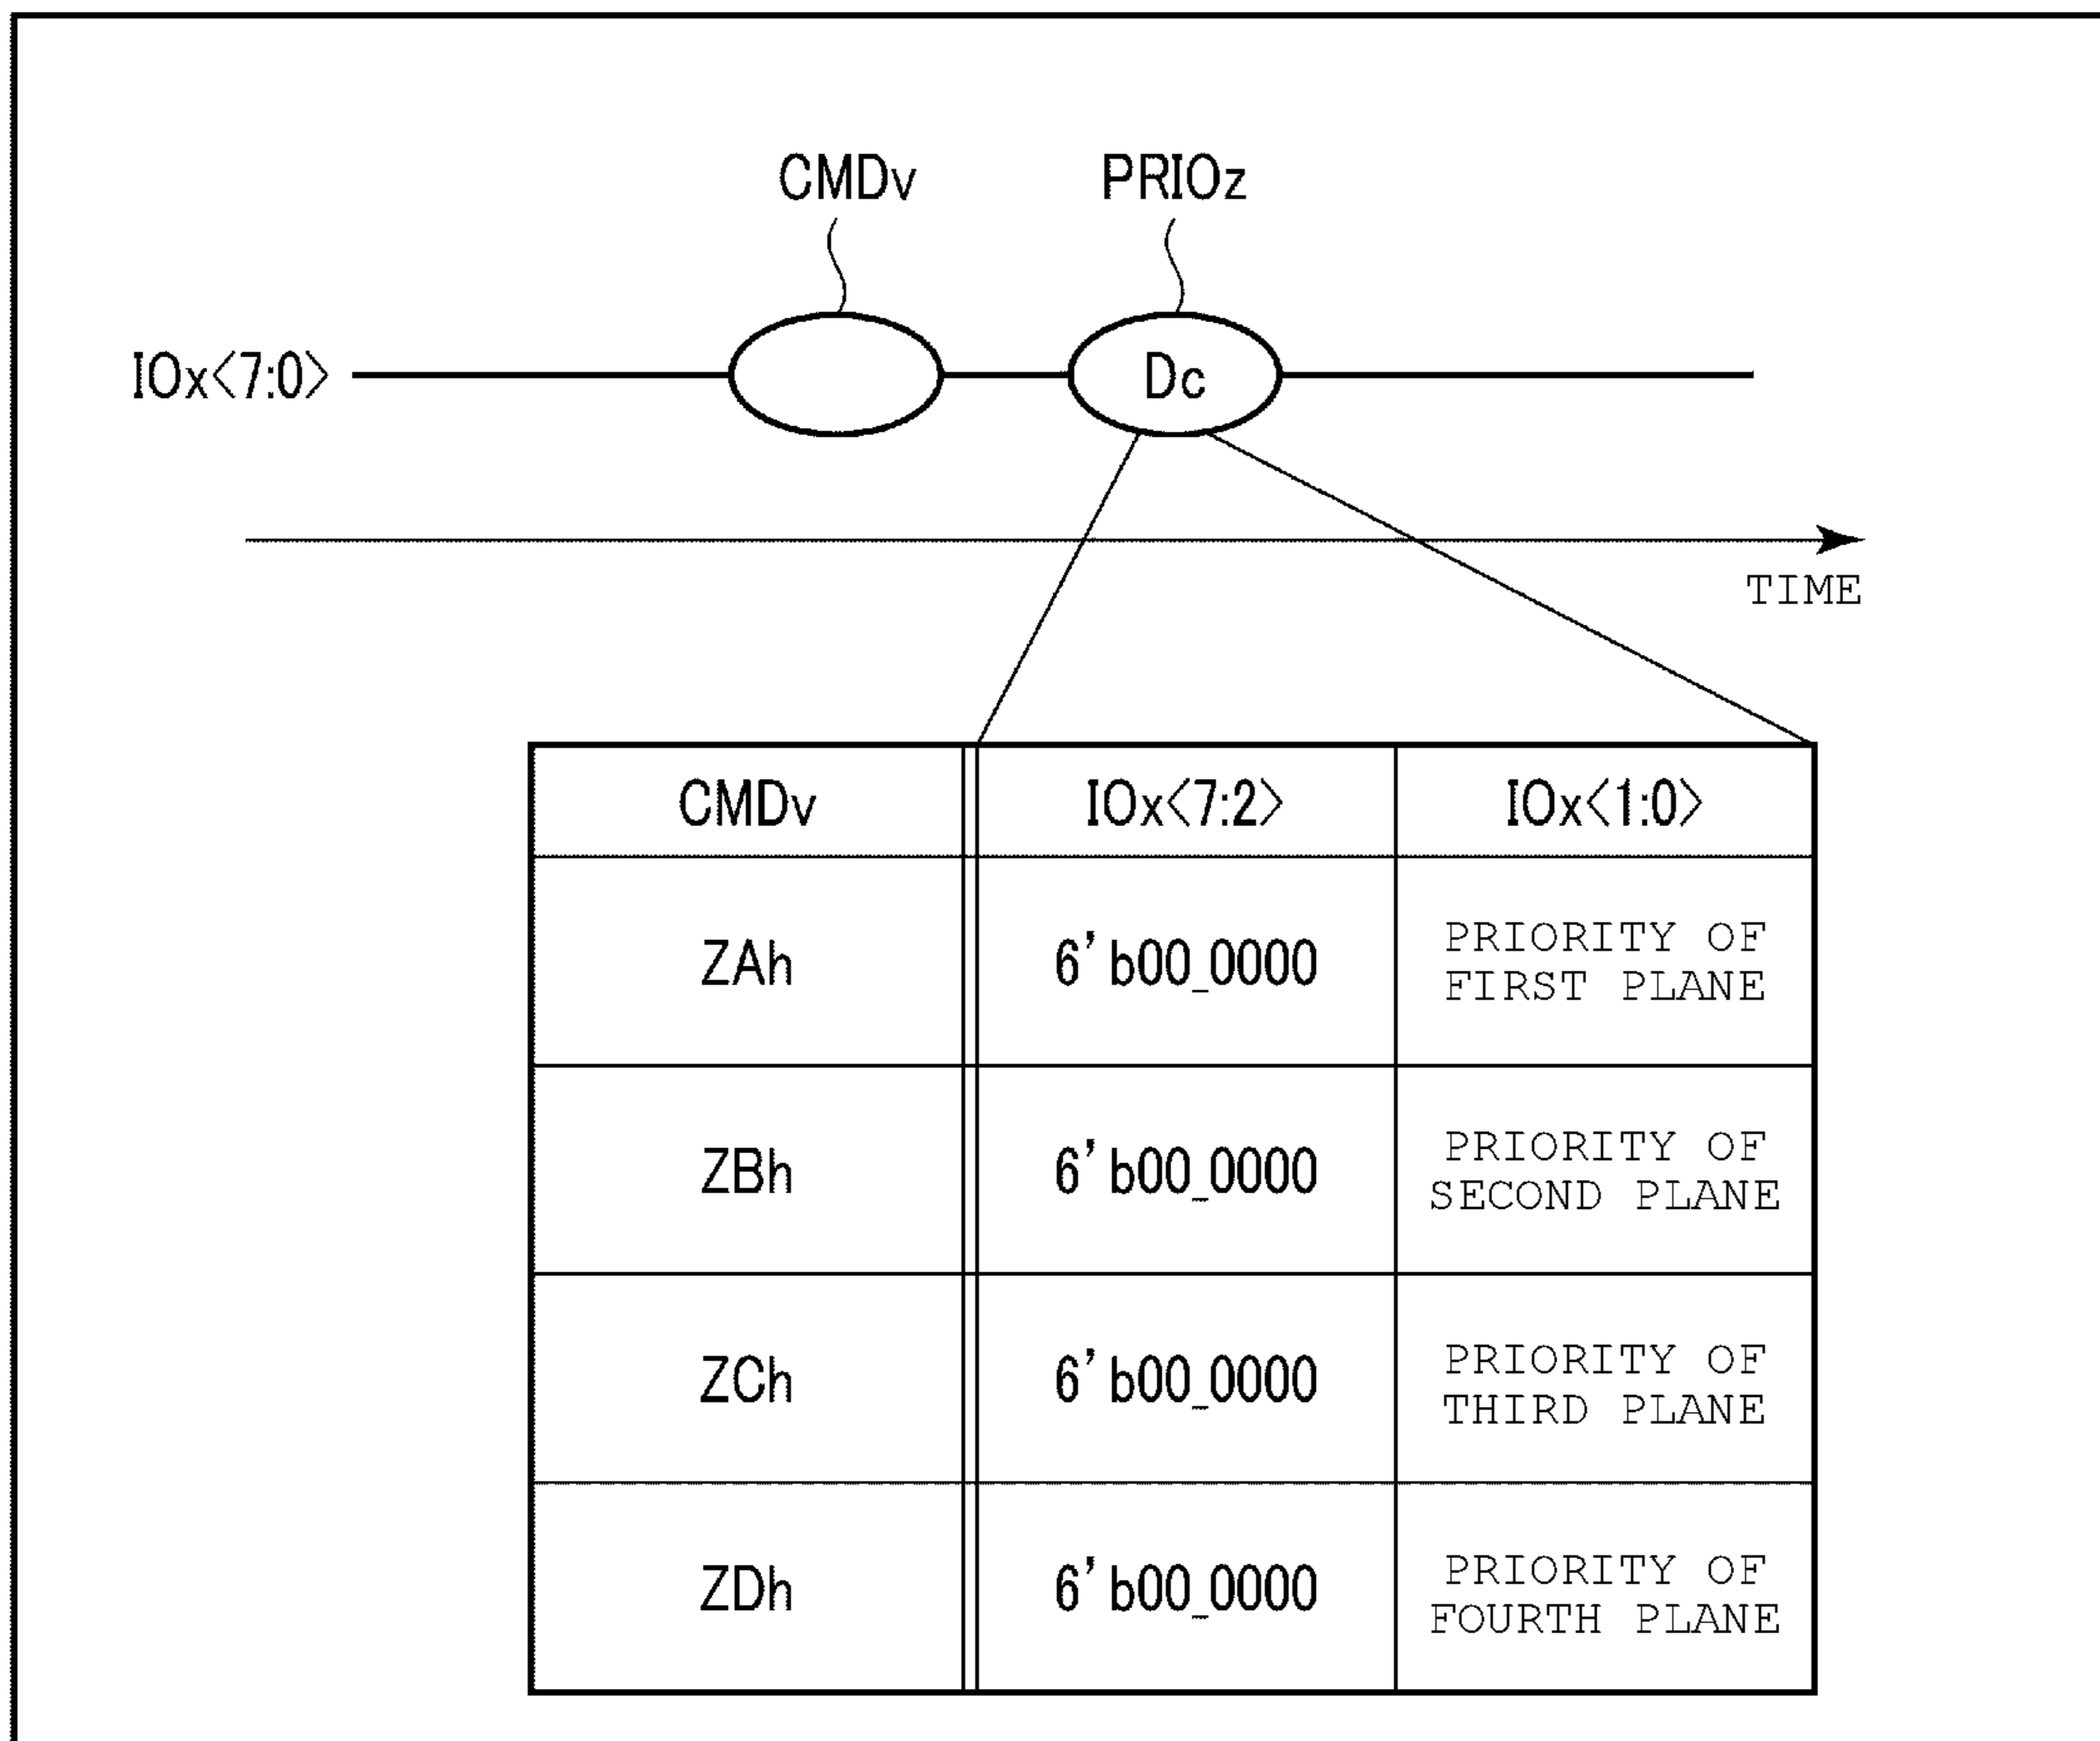 CMDv PRIOz
IOx<7:0> Dc
TIME
CMDv IOx<7:2> IOx<1:0>
ZAh 6'b00_0000 PRIORITY OF
FIRST PLANE
ZBh 6'b00_0000 PRIORITY OF
SECOND PLANE
ZCh 6'b00_0000 PRIORITY OF
THIRD PLANE
ZDh 6'b00_0000 PRIORITY OF
FOURTH PLANE